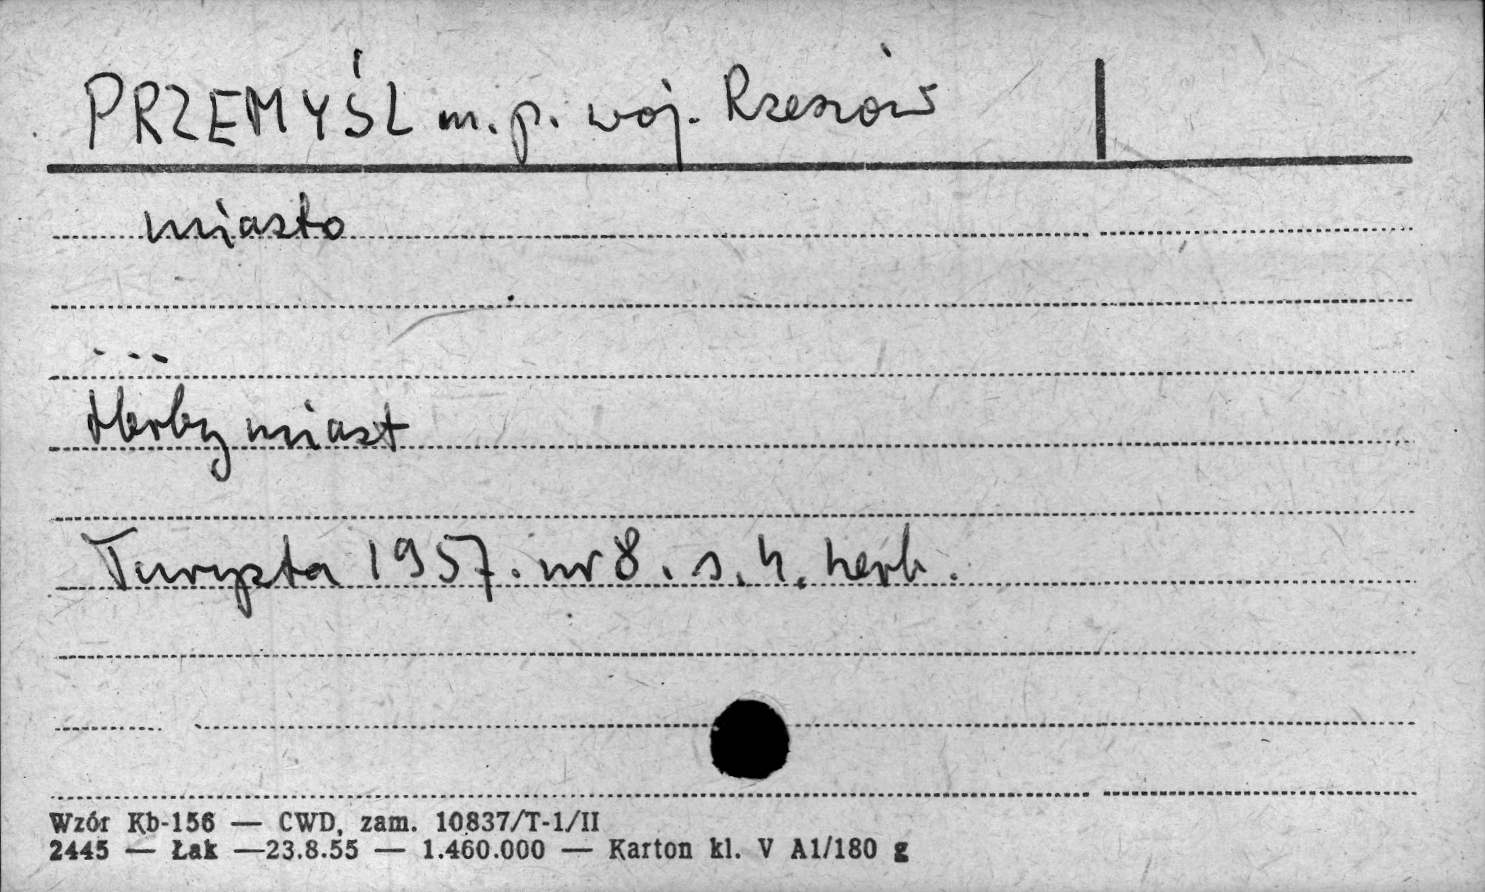 PRZEMYŚL m. p. woj. Rzeszów
miasto
...
Herby miast
Turysta 1957. nr 8. s. 4. herb.
Wzór Kb-156 — CWD, zam. 10837/T-1/II
2445 — Łak —23.8.55 — 1.460.000 — Karton kl. V A1/180 g